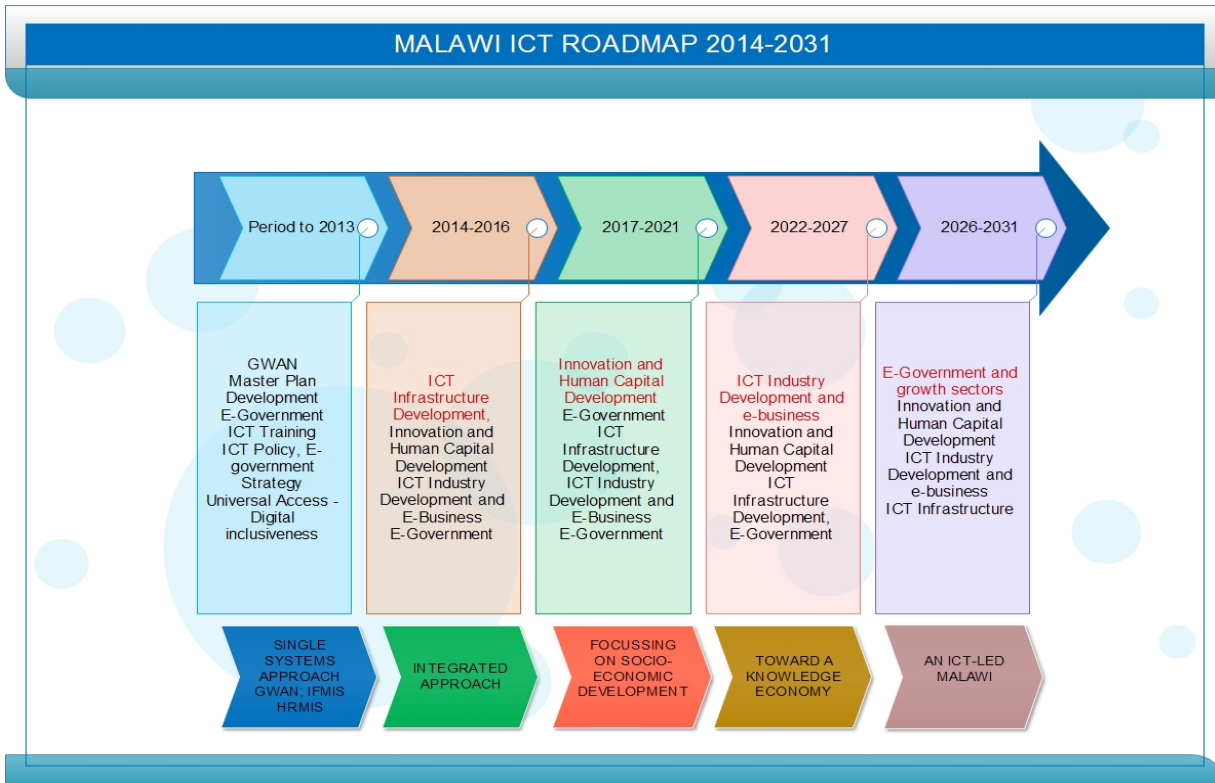 MALAWI ICT ROADMAP 2014-2031
Period to 2013
2014-2016
2017-2021
2022-2027
2026-2031
GWAN
Master Plan
Development
E-Government
ICT Training
ICT Policy, E-
government
Strategy
Universal Access -
Digital
inclusiveness
ICT
Infrastructure
Development,
Innovation and
Human Capital
Development
ICT Industry
Development and
E-Business
E-Government
Innovation and
Human Capital
Development
E-Government
ICT
Infrastructure
Development,
ICT Industry
Development and
E-Business
E-Government
ICT Industry
Development and
e-business
Innovation and
Human Capital
Development
ICT
Infrastructure
Development,
E-Government
E-Government and
growth sectors
Innovation and
Human Capital
Development
ICT Industry
Development and
e-business
ICT Infrastructure
SINGLE
SYSTEMS
APPROACH
GWAN; IFMIS
HRMIS
INTEGRATED
APPROACH
FOCUSSING
ON SOCIO-
ECONOMIC
DEVELOPMENT
TOWARD A
KNOWLEDGE
ECONOMY
AN ICT-LED
MALAWI